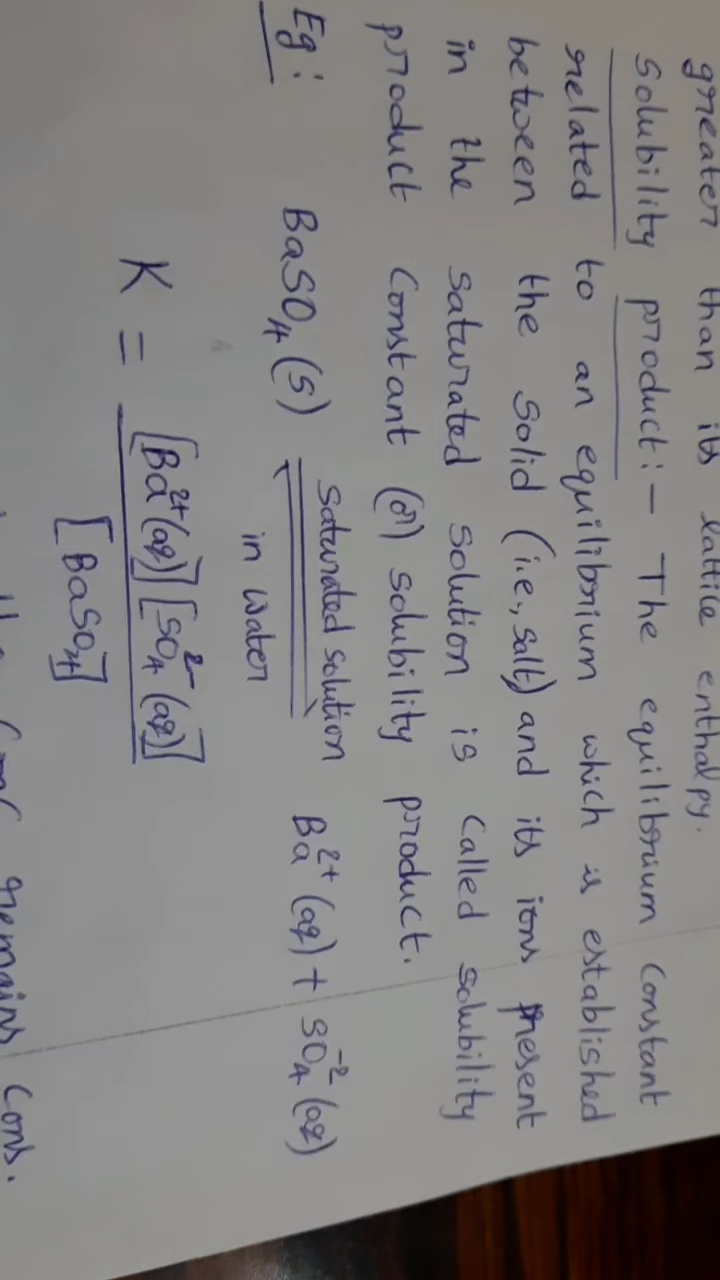 greater than its lattice enthalpy.
Solubility product:- The equilibrium constant
related to an equilibrium which is established
between the solid (i.e., salt) and its ions present
in the saturated solution is called solubility
product constant (or) solubility product.
Eg: BaSO₄(s) ⇌ Ba²⁺(aq) + SO₄⁻²(aq)
saturated solution
in water
K = [Ba²⁺(aq)][SO₄²⁻(aq)]
[BaSO₄]
remains cons.